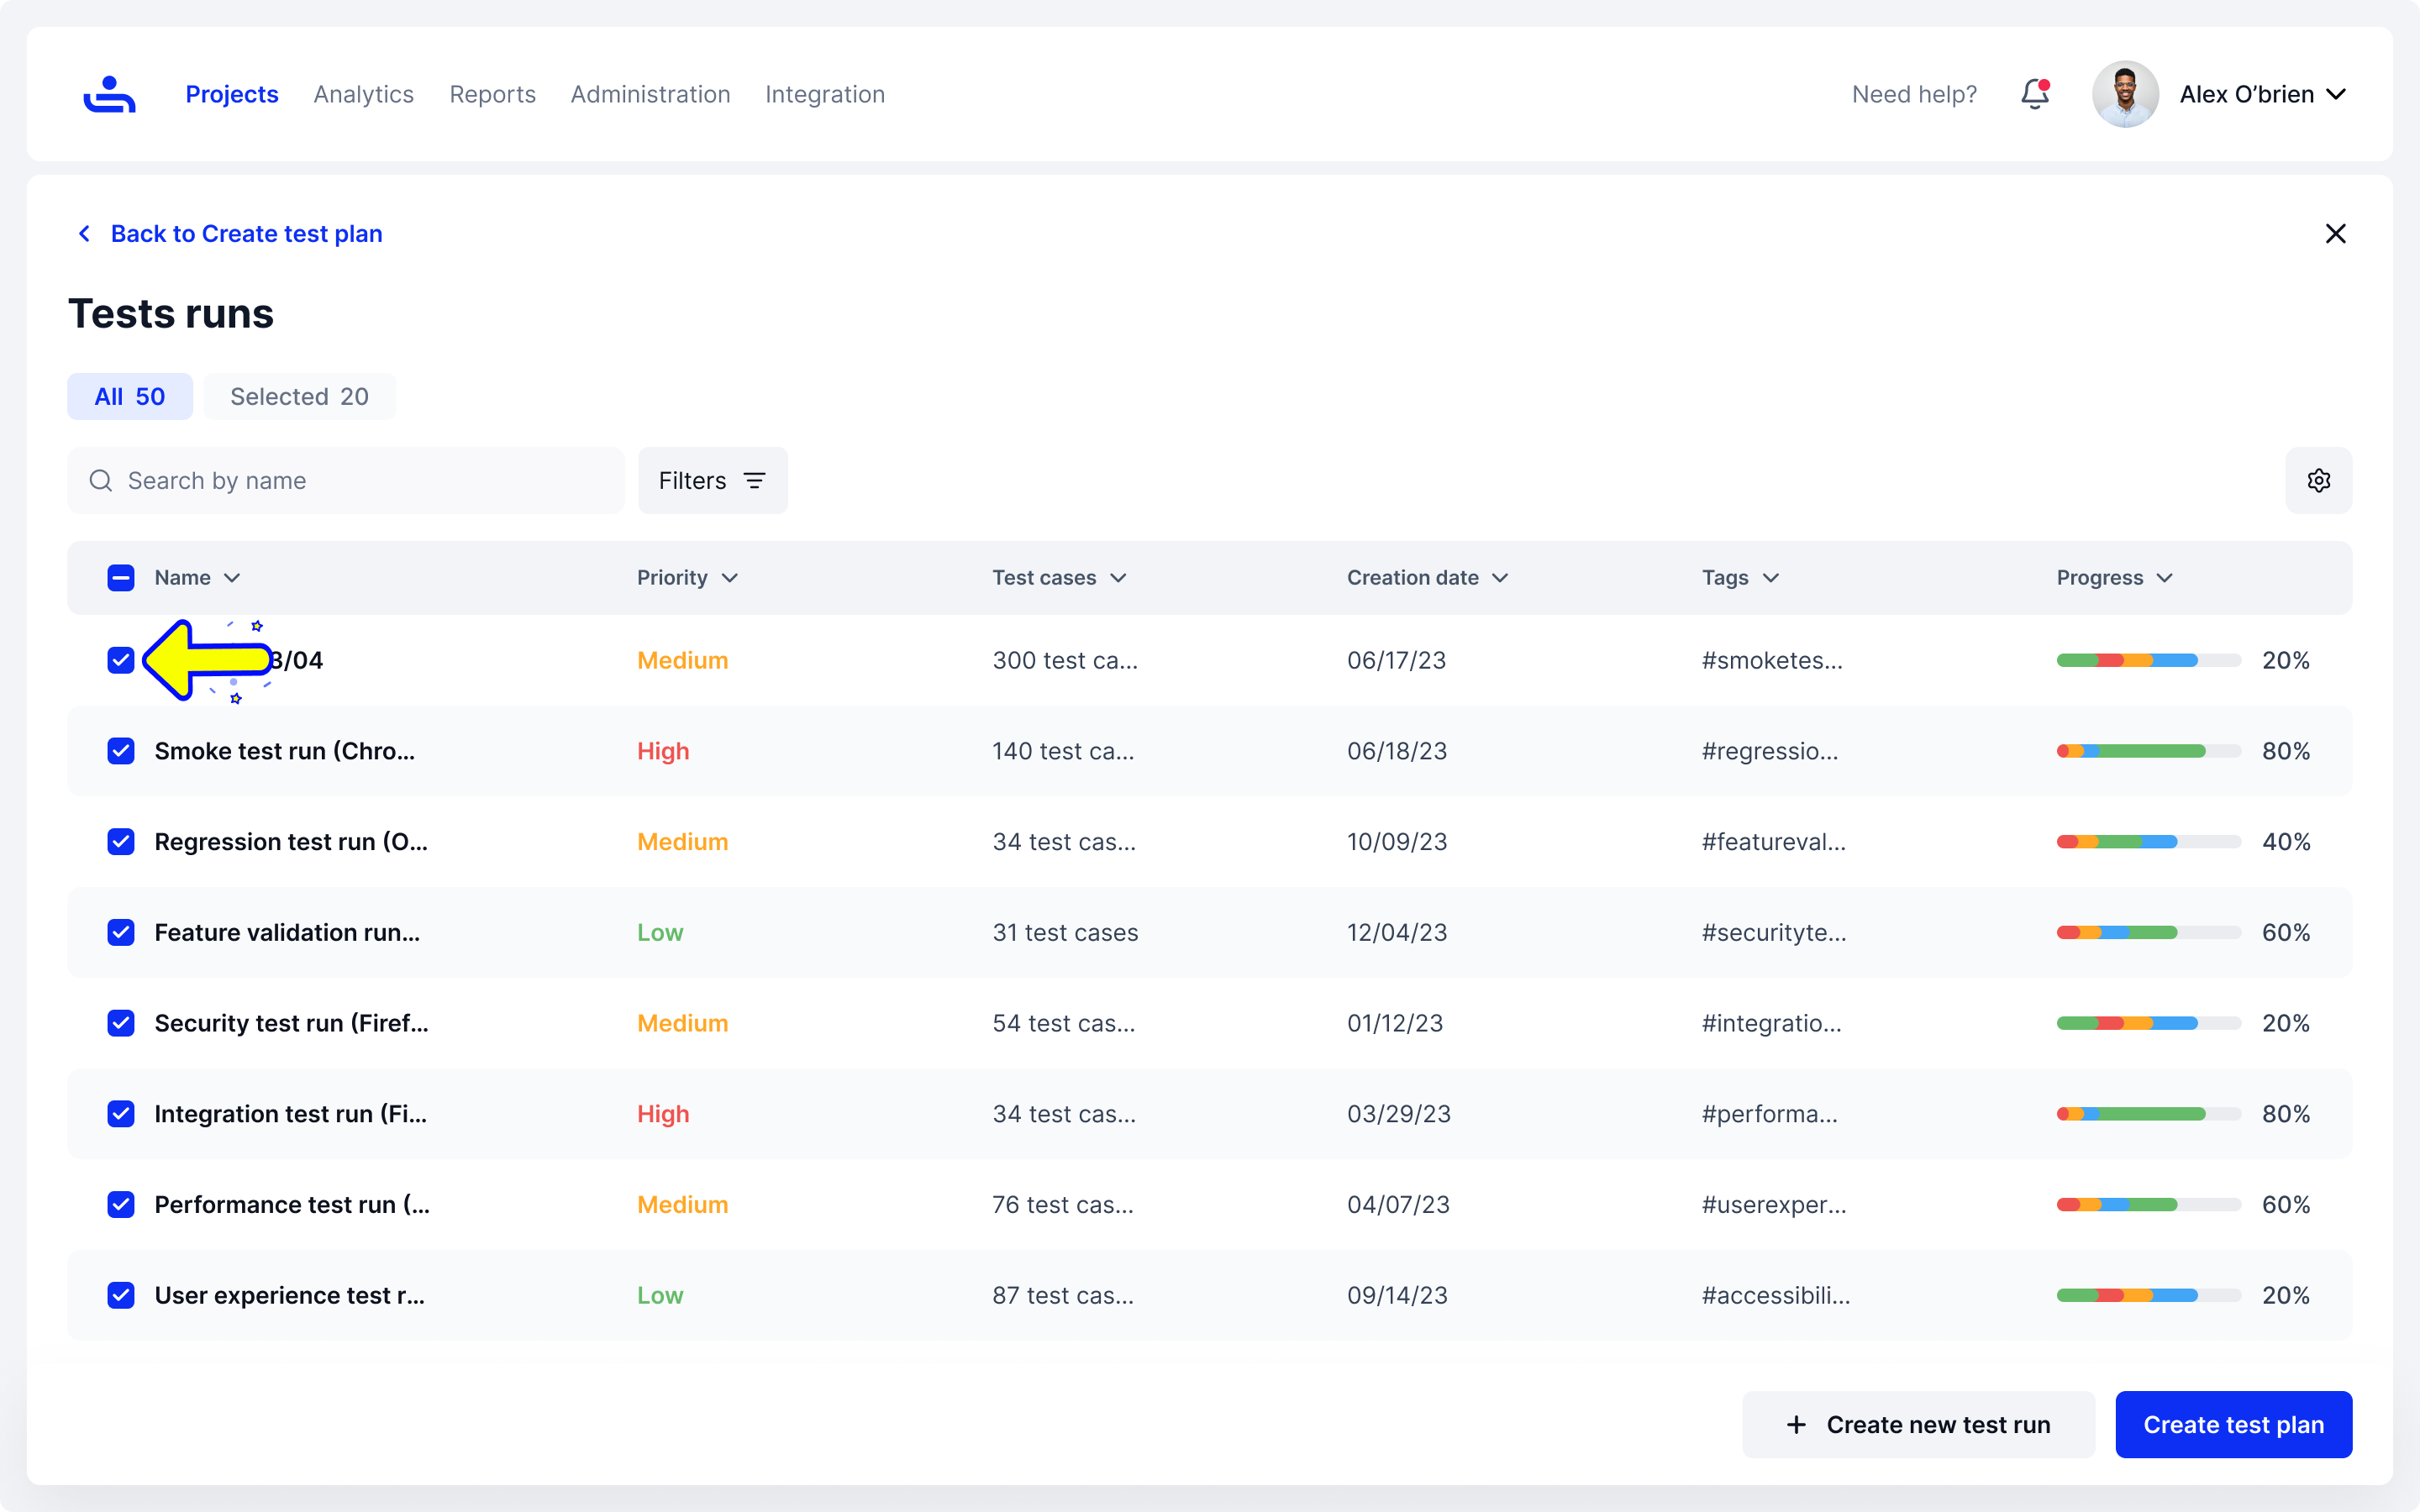 Projects Analytics Reports Administration Integration Need help? Alex O’brien
Back to Create test plan
Tests runs
All 50 Selected 20
Search by name Filters
Name Priority Test cases Creation date Tags Progress
3/04 Medium 300 test ca... 06/17/23 #smoketes... 20%
Smoke test run (Chro... High 140 test ca... 06/18/23 #regressio... 80%
Regression test run (O... Medium 34 test cas... 10/09/23 #featureval... 40%
Feature validation run... Low 31 test cases 12/04/23 #securityte... 60%
Security test run (Firef... Medium 54 test cas... 01/12/23 #integratio... 20%
Integration test run (Fi... High 34 test cas... 03/29/23 #performa... 80%
Performance test run (... Medium 76 test cas... 04/07/23 #userexper... 60%
User experience test r... Low 87 test cas... 09/14/23 #accessibili... 20%
+ Create new test run Create test plan